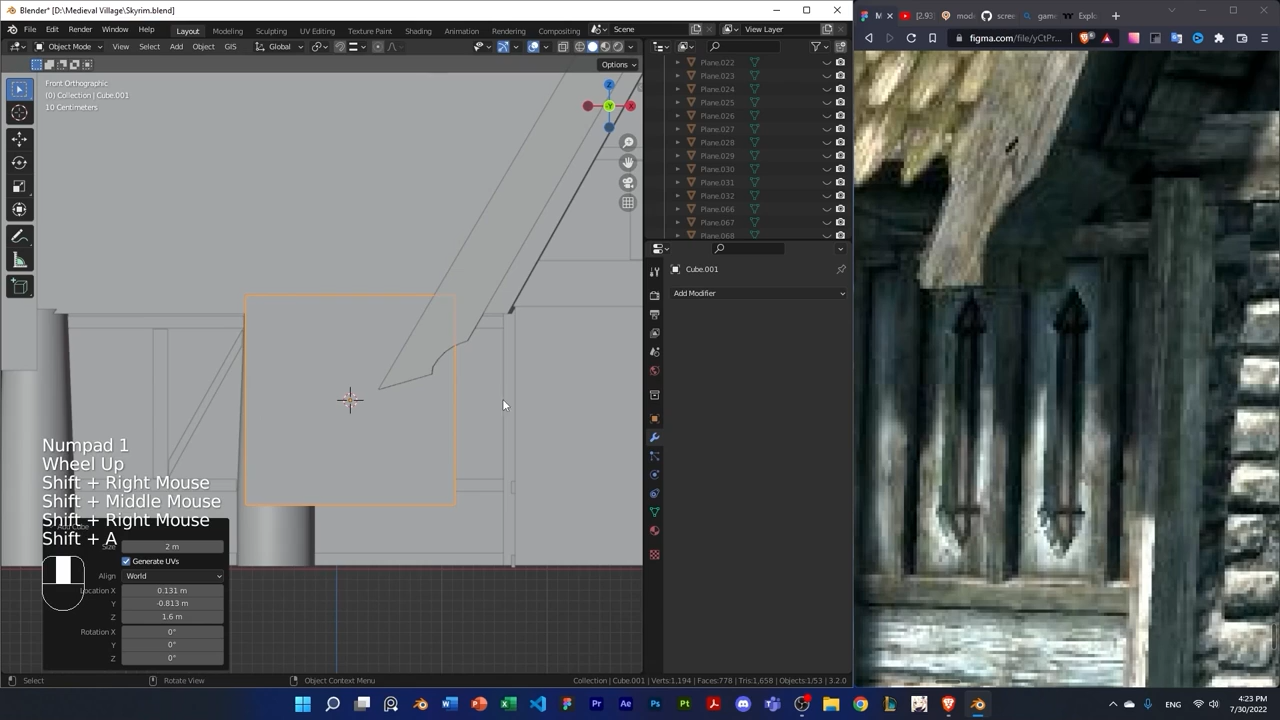 Blender* [D:\Medieval Village\Skyrim.blend]
File Edit Render Window Help Layout Modeling Sculpting UV Editing Texture Paint Shading Animation Rendering Compositing Scene View Layer
Object Mode View Select Add Object GIS Global
Options
Front Orthographic
(0) Collection | Cube.001
10 Centimeters
Z
-Y
X
Plane.022
Plane.023
Plane.024
Plane.025
Plane.026
Plane.027
Plane.028
Plane.029
Plane.030
Plane.031
Plane.032
Plane.066
Plane.067
Plane.068
Cube.001
Add Modifier
Numpad 1
Wheel Up
Shift + Right Mouse
Shift + Middle Mouse
Shift + Right Mouse
Shift + A
2 m
Generate UVs
Align World
Location X 0.131 m
Y -0.813 m
Z 1.6 m
Rotation X 0°
Y 0°
Z 0°
Select Rotate View Object Context Menu
Collection | Cube.001 | Verts:1,194 | Faces:778 | Tris:1,658 | Objects:1/53 | 3.2.0
[2.93] mode scree game Explo
figma.com/file/yCtPr...
ENG 4:23 PM
7/30/2022